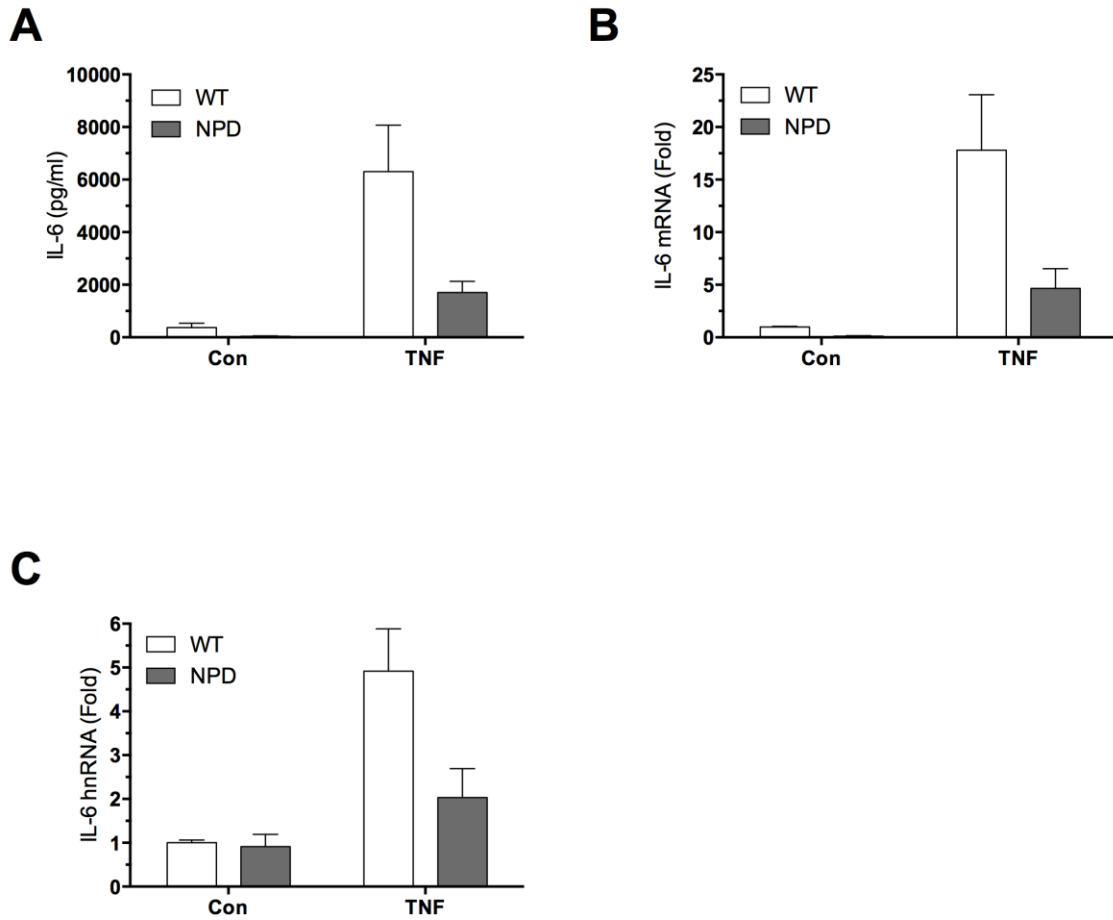 A
IL-6 (pg/ml)
10000
8000
6000
4000
2000
0
WT
NPD
Con TNF
B
IL-6 mRNA (Fold)
25
20
15
10
5
0
WT
NPD
Con TNF
C
IL-6 hnRNA (Fold)
6
5
4
3
2
1
0
WT
NPD
Con TNF